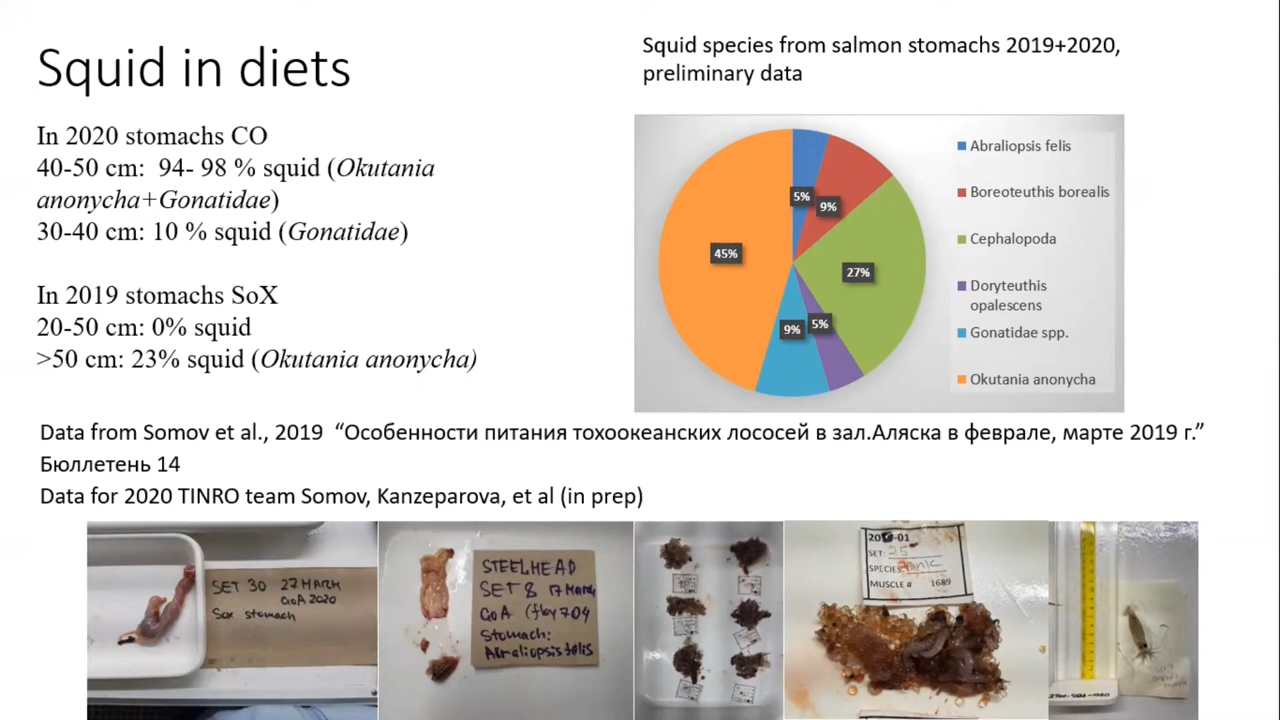 Squid in diets
In 2020 stomachs CO
40-50 cm: 94- 98 % squid (Okutania
anonycha+Gonatidae)
30-40 cm: 10 % squid (Gonatidae)
In 2019 stomachs SoX
20-50 cm: 0% squid
>50 cm: 23% squid (Okutania anonycha)
Squid species from salmon stomachs 2019+2020,
preliminary data
5%
9%
27%
5%
9%
45%
Abraliopsis felis
Boreoteuthis borealis
Cephalopoda
Doryteuthis
opalescens
Gonatidae spp.
Okutania anonycha
Data from Somov et al., 2019 “Особенности питания тохоокеанских лососей в зал.Аляска в феврале, марте 2019 г.”
Бюллетень 14
Data for 2020 TINRO team Somov, Kanzeparova, et al (in prep)
SET 30 27 MARH
GOA 2020
Sox stomach
STEELHEAD
SET 8 17 MARH
GOA
Stomach:
Abraliopsis felis
SET: 25
SPECIES
MUSCLE # 1689